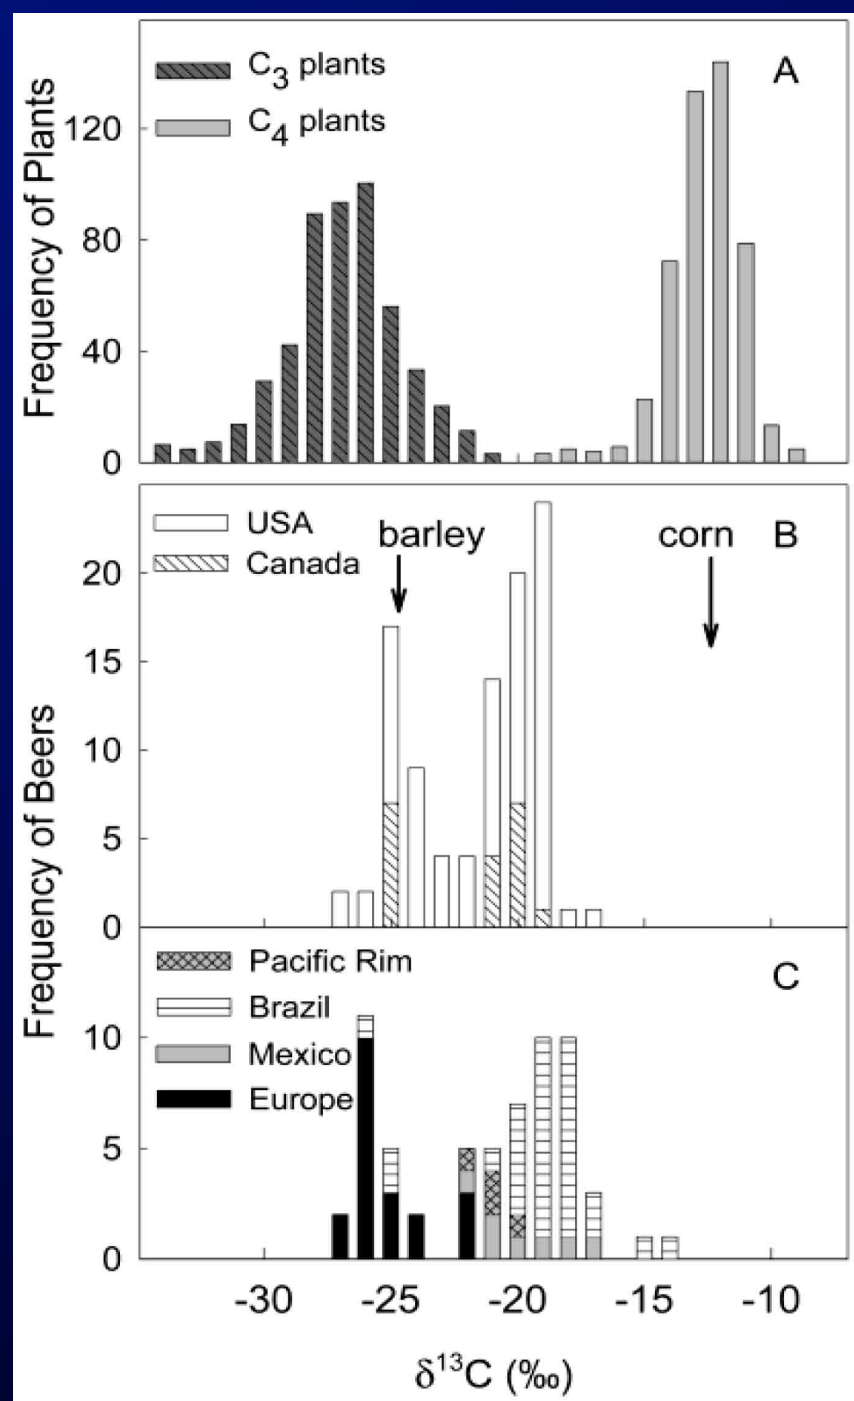 Frequency of Plants
C3 plants
C4 plants
A
120
80
40
0
Frequency of Beers
USA
Canada
barley
corn
B
20
15
10
5
0
Pacific Rim
Brazil
Mexico
Europe
C
10
5
0
-30 -25 -20 -15 -10
δ¹³C (‰)